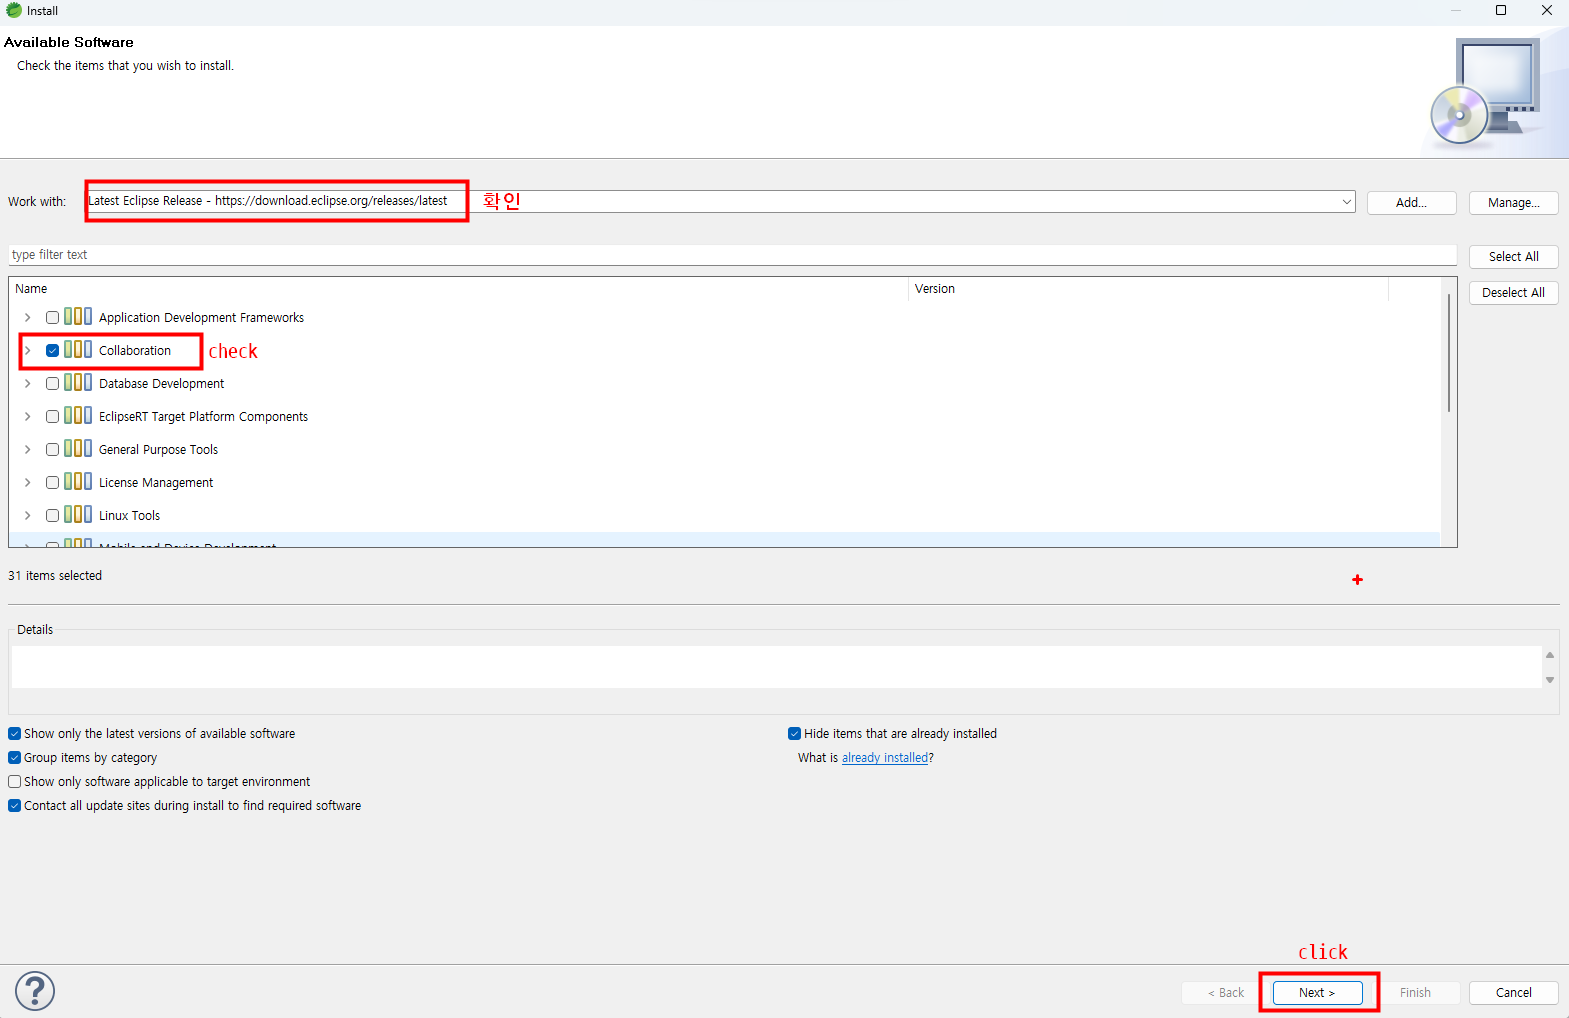 Install
Available Software
Check the items that you wish to install.
Work with: Latest Eclipse Release - https://download.eclipse.org/releases/latest 확인 Add... Manage...
type filter text Select All
Name Version Deselect All
Application Development Frameworks
Collaboration check
Database Development
EclipseRT Target Platform Components
General Purpose Tools
License Management
Linux Tools
Mobile and Device Development
31 items selected
Details
Show only the latest versions of available software Hide items that are already installed
Group items by category What is already installed?
Show only software applicable to target environment
Contact all update sites during install to find required software
click
? < Back Next > Finish Cancel